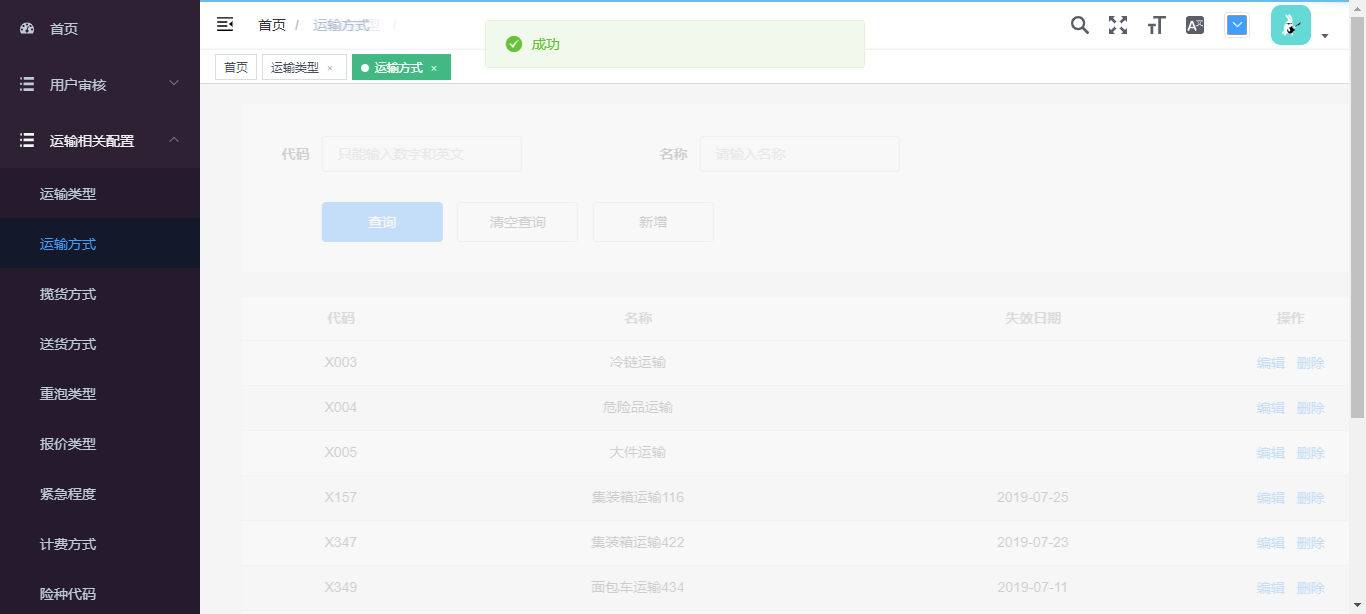 首页
用户审核
运输相关配置
运输类型
运输方式
揽货方式
送货方式
重泡类型
报价类型
紧急程度
计费方式
险种代码
首页 / 运输方式 /
成功
首页 运输类型 × 运输方式 ×
代码 只能输入数字和英文 名称 请输入名称
查询 清空查询 新增
代码 名称 失效日期 操作
X003 冷链运输 编辑 删除
X004 危险品运输 编辑 删除
X005 大件运输 编辑 删除
X157 集装箱运输116 2019-07-25 编辑 删除
X347 集装箱运输422 2019-07-23 编辑 删除
X349 面包车运输434 2019-07-11 编辑 删除